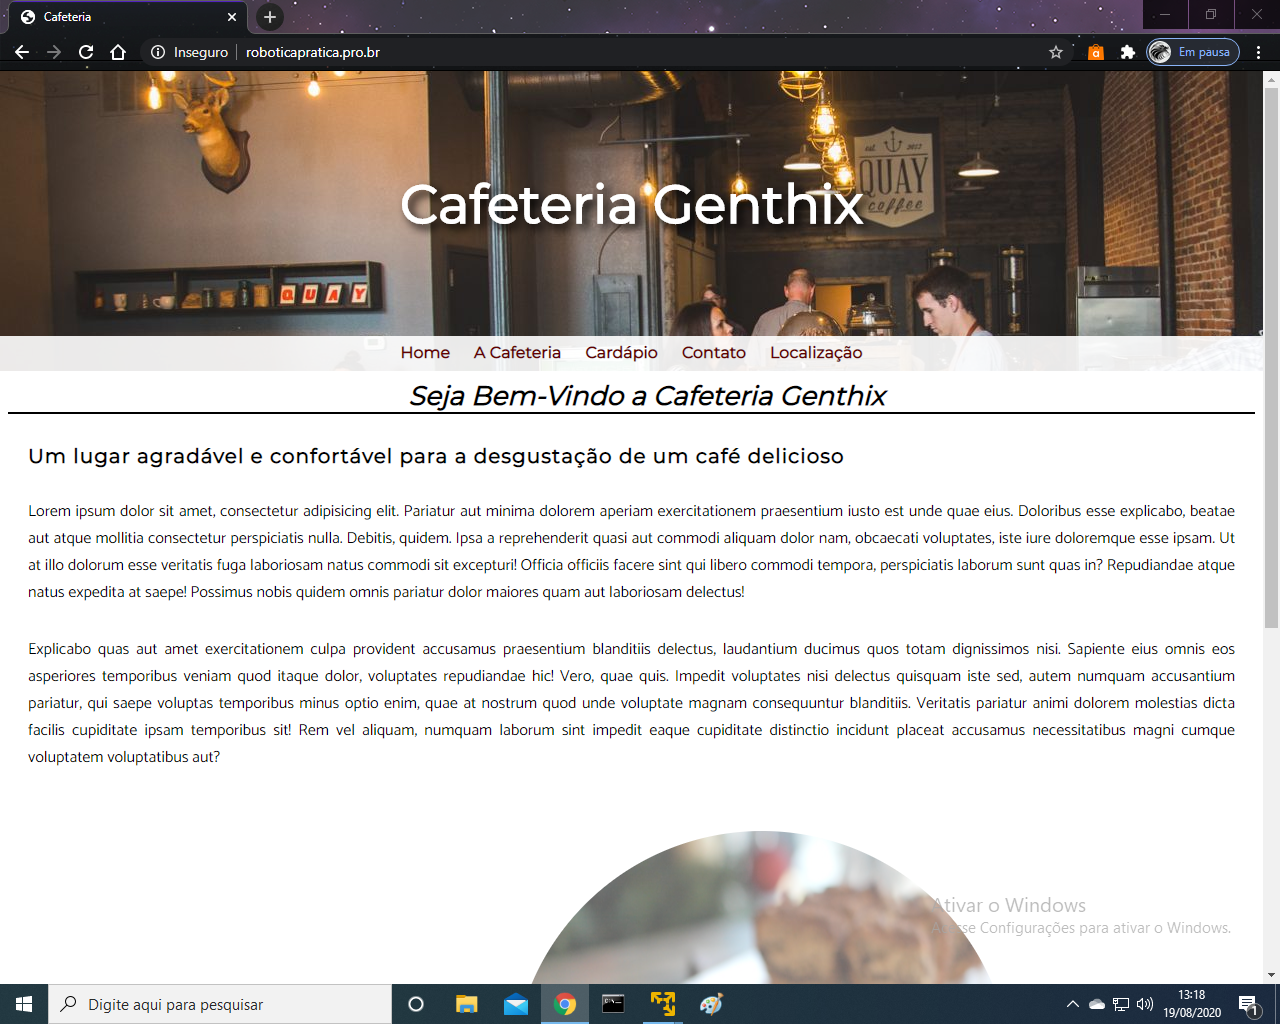 Cafeteria
Inseguro
roboticapratica.pro.br
Em pausa
est. 2012
QUAY
coffee
Cafeteria Genthix
QUAY
Home A Cafeteria Cardápio Contato Localização
Seja Bem-Vindo a Cafeteria Genthix
Um lugar agradável e confortável para a desgustação de um café delicioso
Lorem ipsum dolor sit amet, consectetur adipisicing elit. Pariatur aut minima dolorem aperiam exercitationem praesentium iusto est unde quae eius. Doloribus esse explicabo, beatae
aut atque mollitia consectetur perspiciatis nulla. Debitis, quidem. Ipsa a reprehenderit quasi aut commodi aliquam dolor nam, obcaecati voluptates, iste iure doloremque esse ipsam. Ut
at illo dolorum esse veritatis fuga laboriosam natus commodi sit excepturi! Officia officiis facere sint qui libero commodi tempora, perspiciatis laborum sunt quas in? Repudiandae atque
natus expedita at saepe! Possimus nobis quidem omnis pariatur dolor maiores quam aut laboriosam delectus!
Explicabo quas aut amet exercitationem culpa provident accusamus praesentium blanditiis delectus, laudantium ducimus quos totam dignissimos nisi. Sapiente eius omnis eos
asperiores temporibus veniam quod itaque dolor, voluptates repudiandae hic! Vero, quae quis. Impedit voluptates nisi delectus quisquam iste sed, autem numquam accusantium
pariatur, qui saepe voluptas temporibus minus optio enim, quae at nostrum quod unde voluptate magnam consequuntur blanditiis. Veritatis pariatur animi dolorem molestias dicta
facilis cupiditate ipsam temporibus sit! Rem vel aliquam, numquam laborum sint impedit eaque cupiditate distinctio incidunt placeat accusamus necessitatibus magni cumque
voluptatem voluptatibus aut?
Ativar o Windows
Acesse Configurações para ativar o Windows.
Digite aqui para pesquisar
13:18
19/08/2020
1